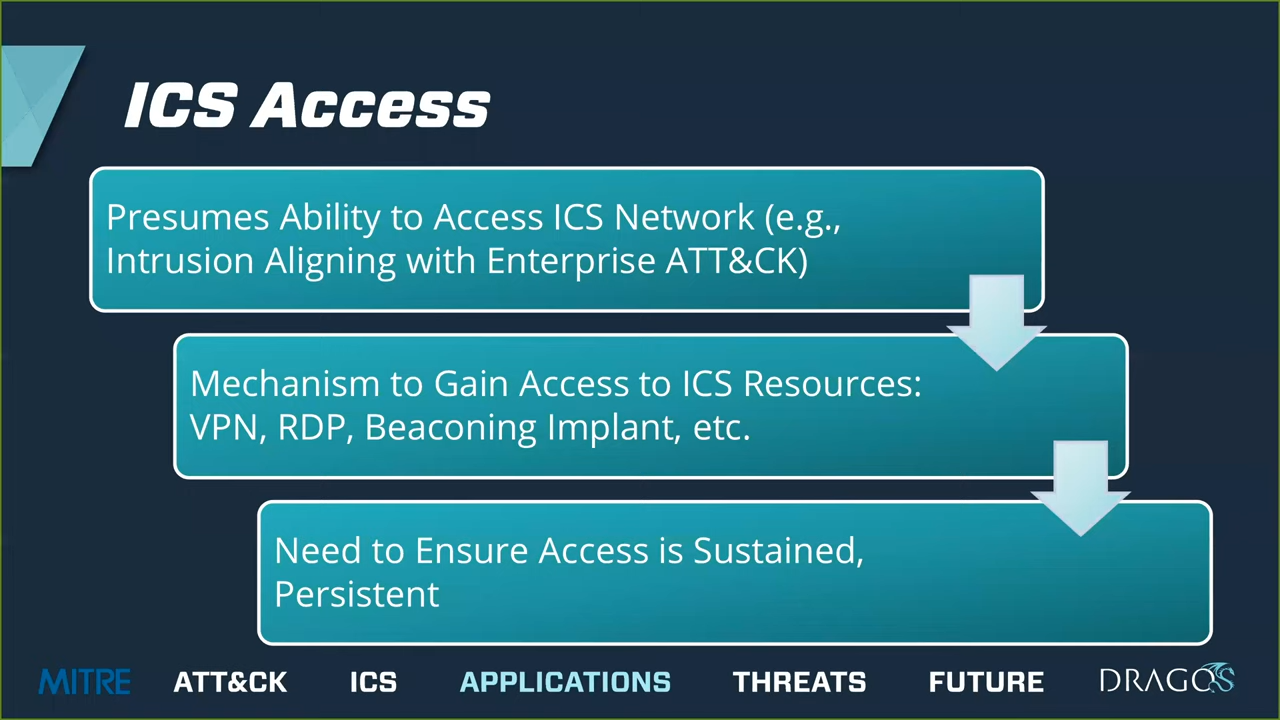 ICS Access
Presumes Ability to Access ICS Network (e.g.,
Intrusion Aligning with Enterprise ATT&CK)
Mechanism to Gain Access to ICS Resources:
VPN, RDP, Beaconing Implant, etc.
Need to Ensure Access is Sustained,
Persistent
MITRE ATT&CK ICS APPLICATIONS THREATS FUTURE DRAGOS